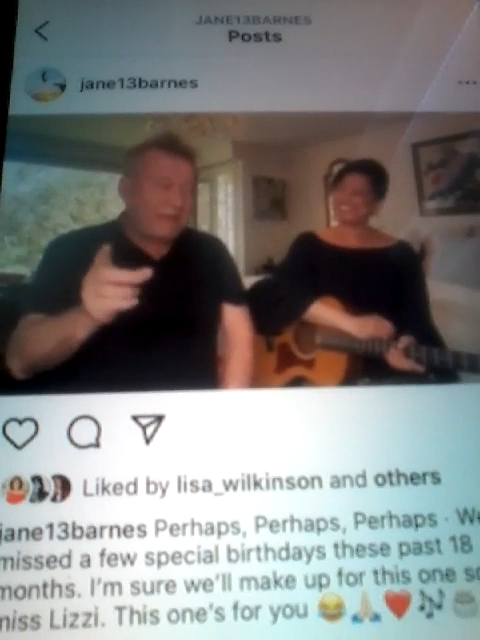 JANE13BARNES
Posts
jane13barnes
Liked by lisa_wilkinson and others
jane13barnes Perhaps, Perhaps, Perhaps · We
missed a few special birthdays these past 18
months. I'm sure we'll make up for this one so
miss Lizzi. This one's for you 😂🙏🏻❤️🎶